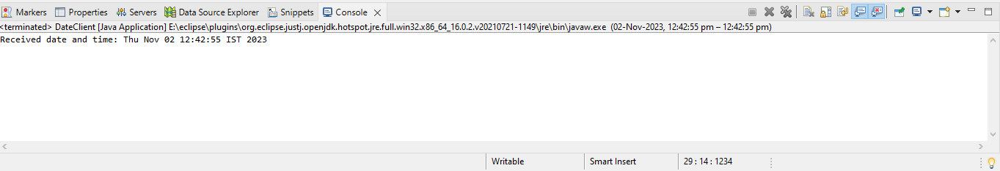 Markers Properties Servers Data Source Explorer Snippets Console
<terminated> DateClient [Java Application] E:\eclipse\plugins\org.eclipse.justj.openjdk.hotspot.jre.full.win32.x86_64_16.0.2.v20210721-1149\jre\bin\javaw.exe (02-Nov-2023, 12:42:55 pm – 12:42:55 pm)
Received date and time: Thu Nov 02 12:42:55 IST 2023
Writable Smart Insert 29 : 14 : 1234